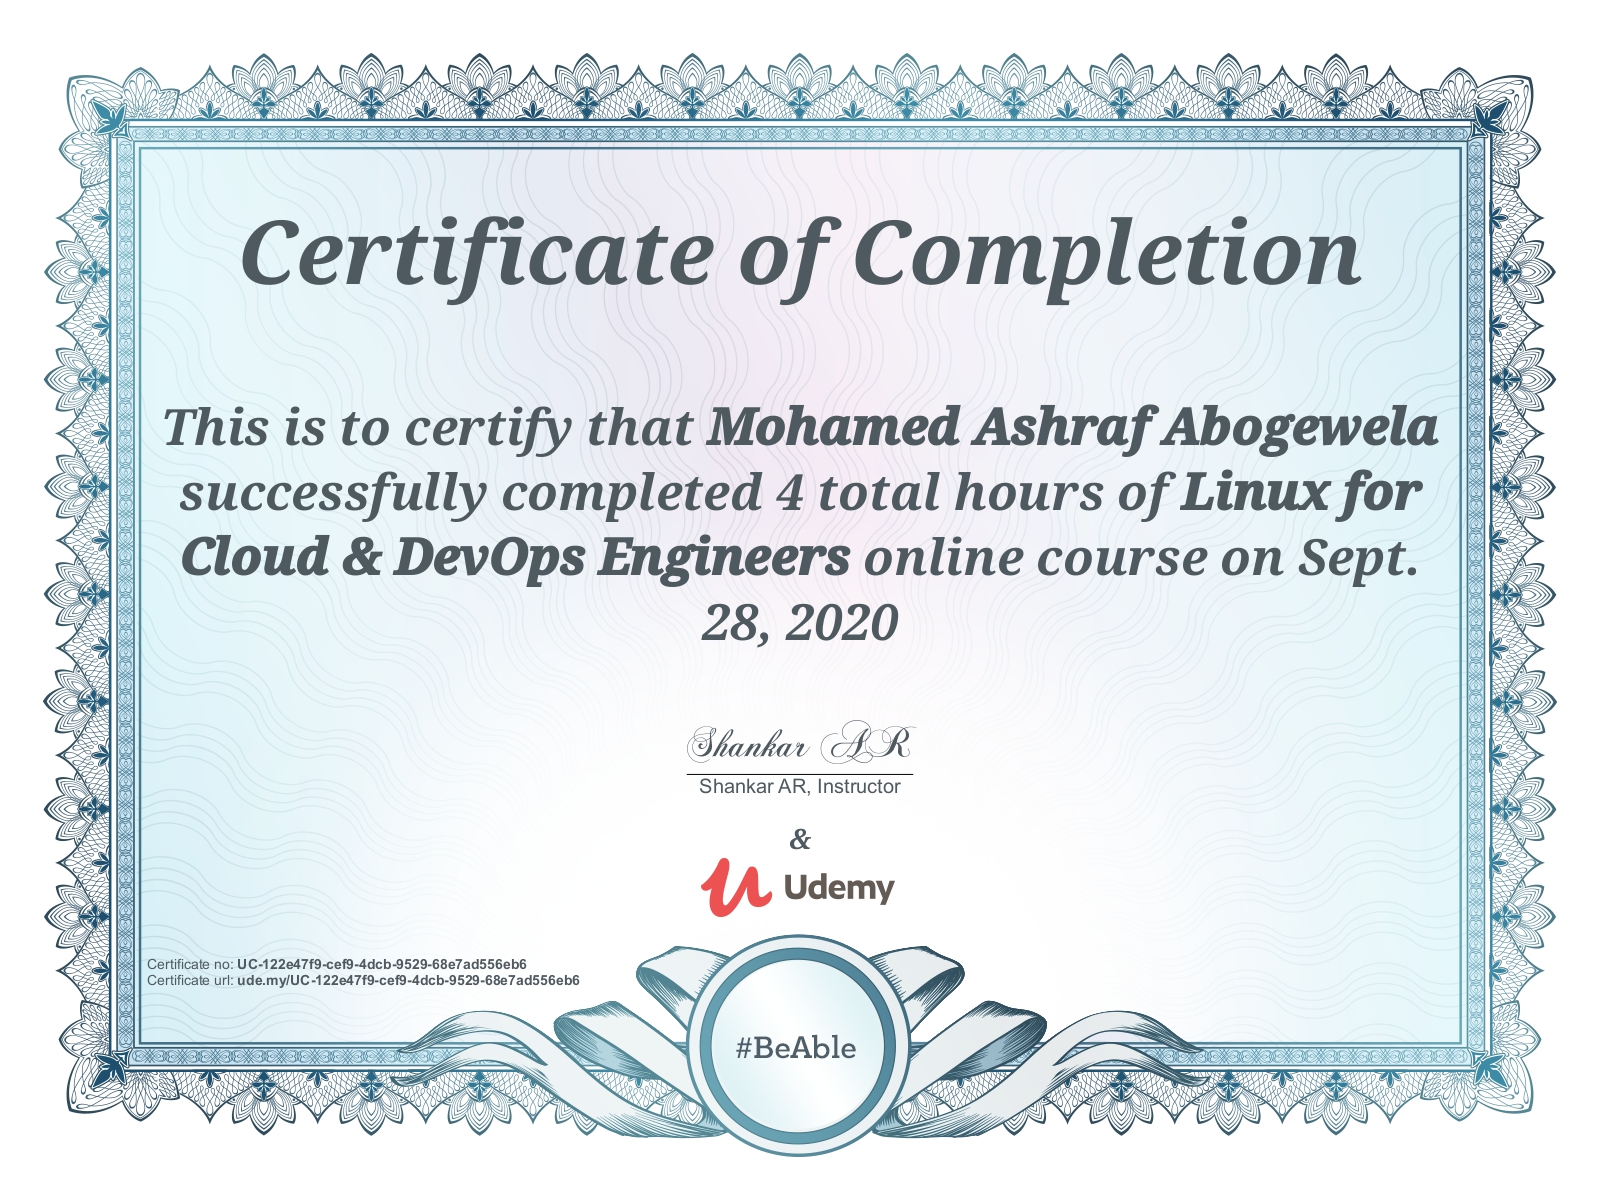 Certificate of Completion
This is to certify that Mohamed Ashraf Abogewela
successfully completed 4 total hours of Linux for
Cloud & DevOps Engineers online course on Sept.
28, 2020
Shankar AR
Shankar AR, Instructor
&
Udemy
Certificate no: UC-122e47f9-cef9-4dcb-9529-68e7ad556eb6
Certificate url: ude.my/UC-122e47f9-cef9-4dcb-9529-68e7ad556eb6
#BeAble